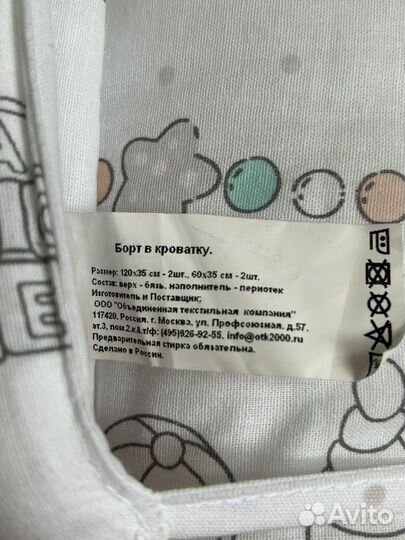 Борт в кроватку.
Размер: 120х35 см - 2шт., 60х35 см - 2шт.
Состав: верх - бязь, наполнитель - периотек
Изготовитель и Поставщик;
ООО "Объединенная текстильная компания"
117420. Россия. г. Москва. ул. Профсоюзная. д.57.
эт.3, пом.2.к.8,т/ф: (495)926-92-55. info@otk2000.ru
Предварительная стирка обязательна.
Сделано в России.
Avito